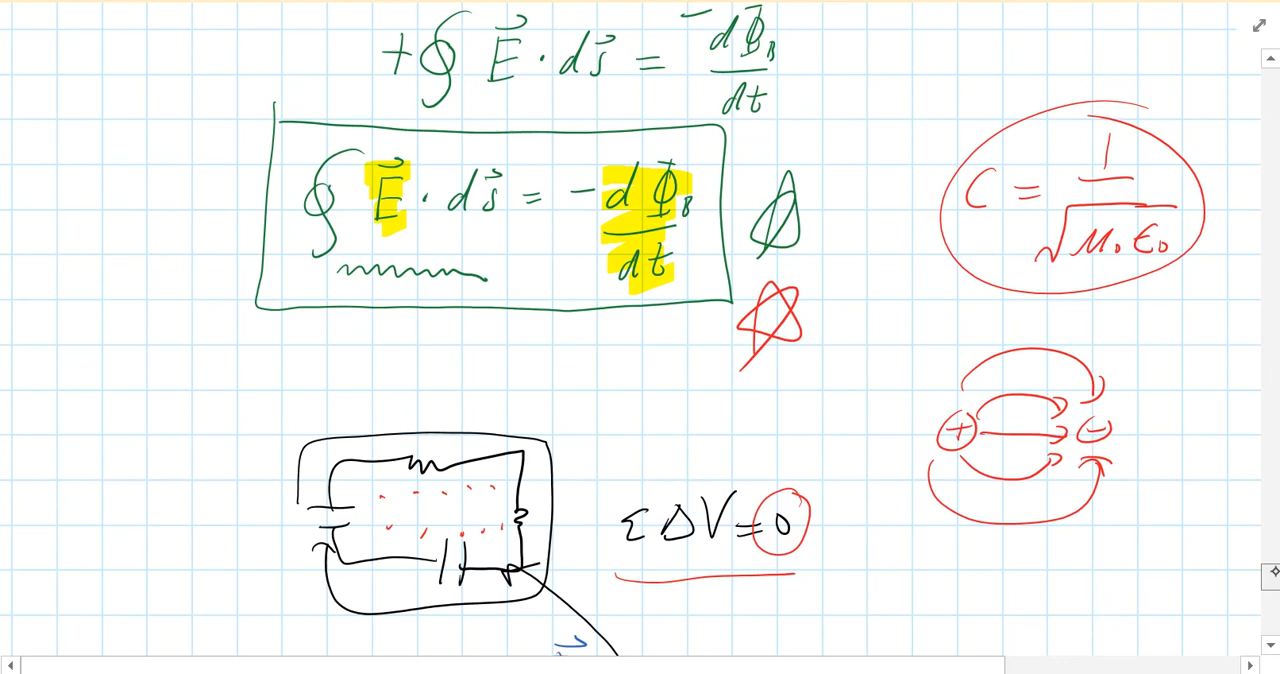 +∮ E⃗ · ds⃗ = -dΦ_B/dt
∮ E⃗ · ds⃗ = -dΦ_B/dt
C = 1/√(μ₀ε₀)
+ −
ΣΔV=0